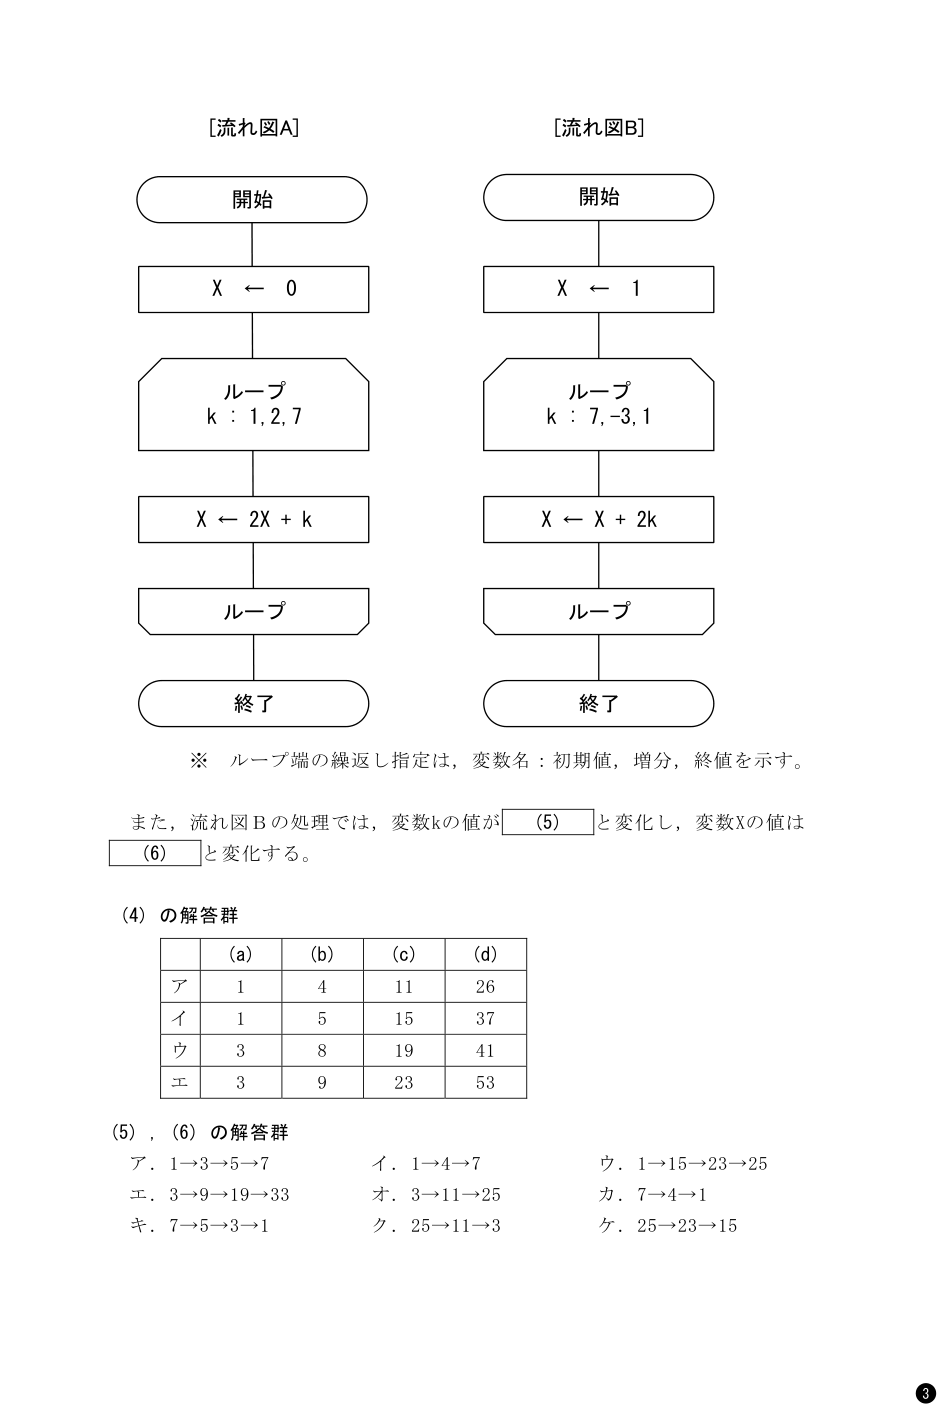 [流れ図A] [流れ図B]
開始 開始
X ← 0 X ← 1
ループ ループ
k : 1,2,7 k : 7,-3,1
X ← 2X + k X ← X + 2k
ループ ループ
終了 終了
※ ループ端の繰返し指定は，変数名：初期値，増分，終値を示す。
また，流れ図Ｂの処理では，変数kの値が (5) と変化し，変数Xの値は
(6) と変化する。
(4) の解答群
(a) (b) (c) (d)
ア 1 4 11 26
イ 1 5 15 37
ウ 3 8 19 41
エ 3 9 23 53
(5) , (6) の解答群
ア．1→3→5→7 イ．1→4→7 ウ．1→15→23→25
エ．3→9→19→33 オ．3→11→25 カ．7→4→1
キ．7→5→3→1 ク．25→11→3 ケ．25→23→15
3